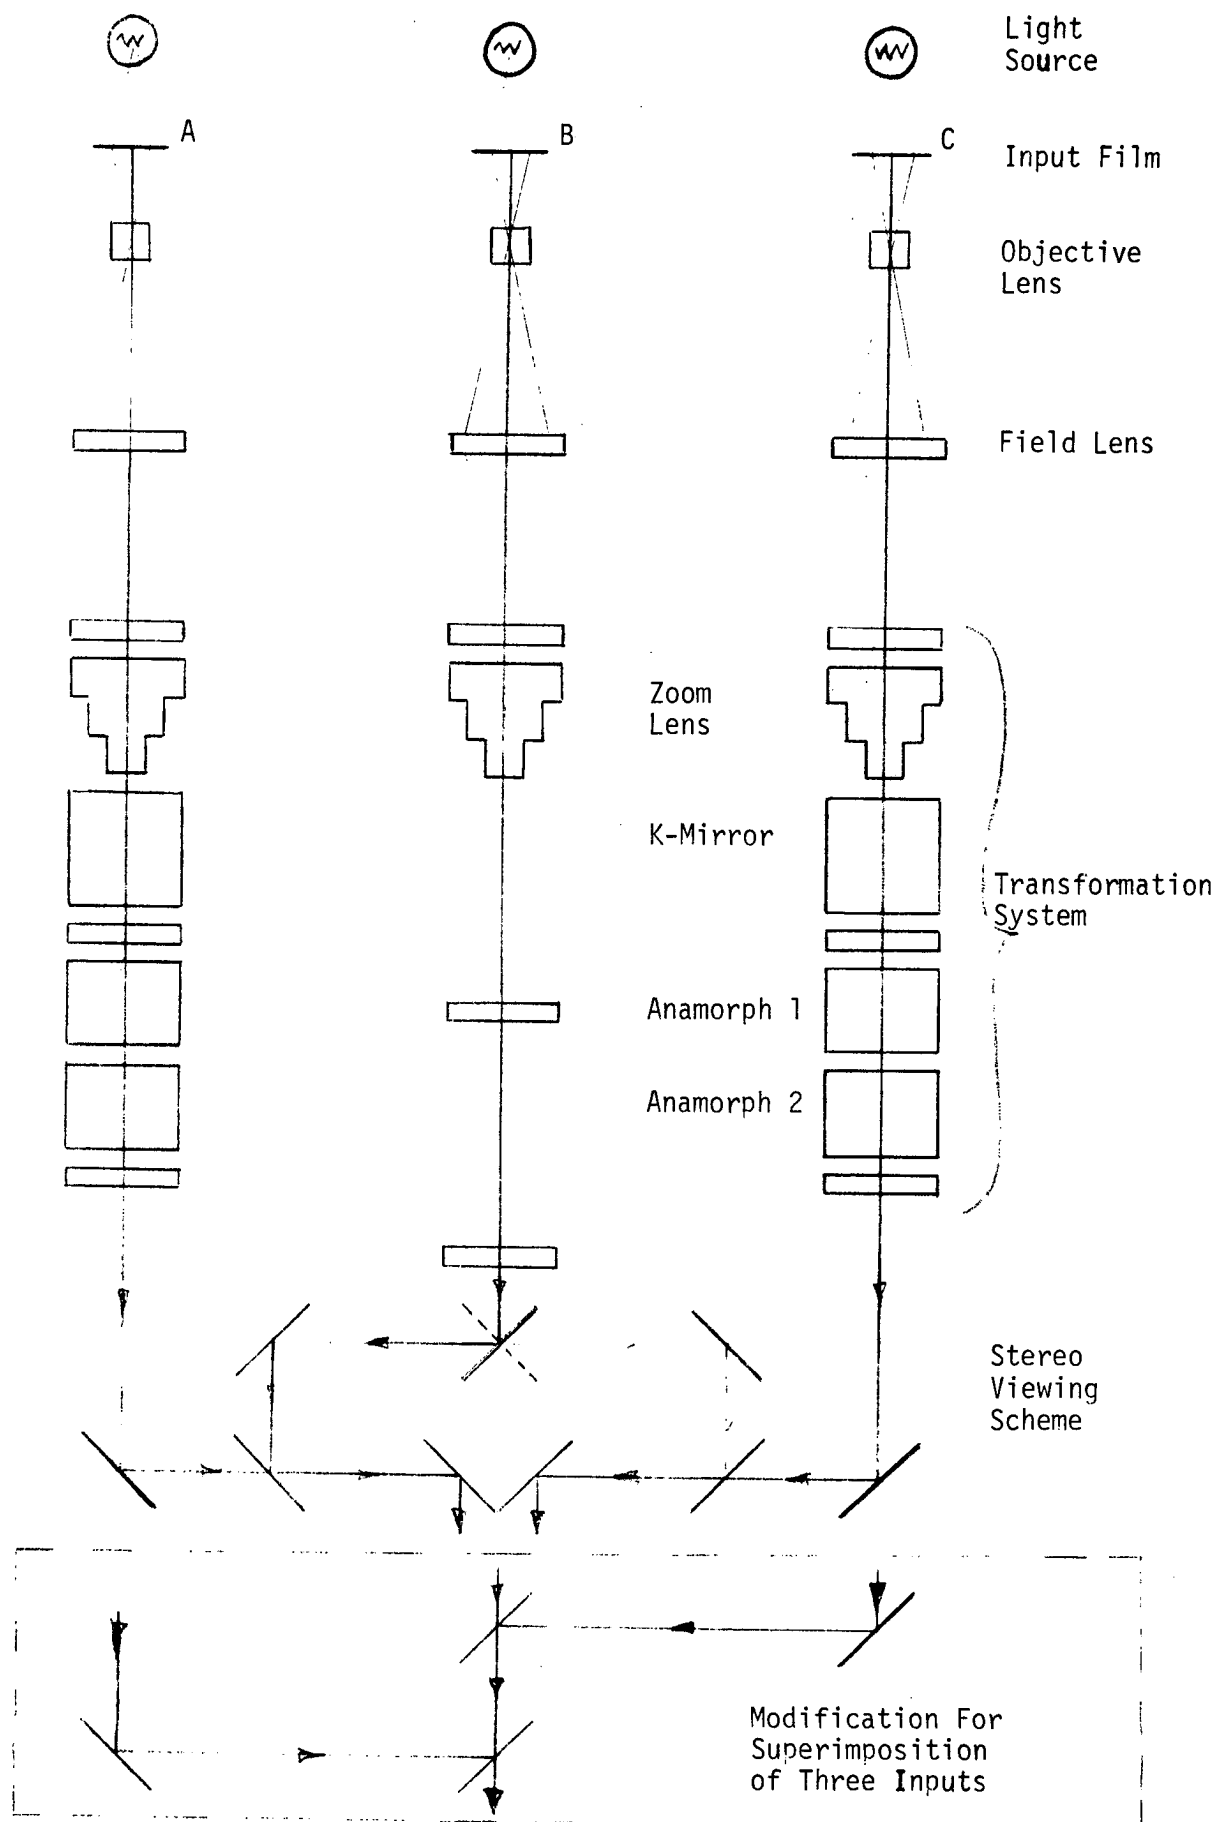 Light
Source
A
B
C
Input Film
Objective
Lens
Field Lens
Zoom
Lens
K-Mirror
Transformation
System
Anamorph 1
Anamorph 2
Stereo
Viewing
Scheme
Modification For
Superimposition
of Three Inputs